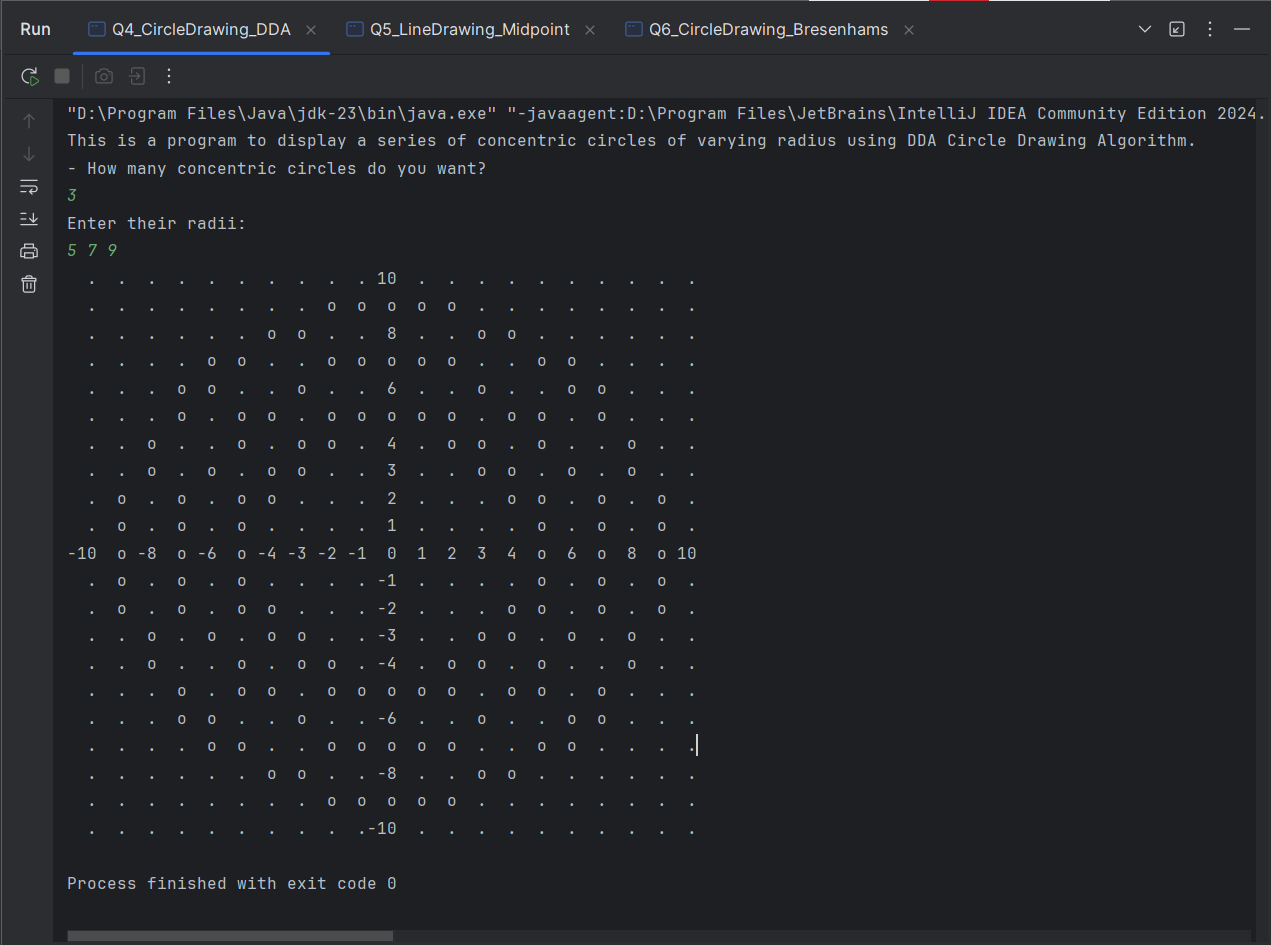 Run Q4_CircleDrawing_DDA Q5_LineDrawing_Midpoint Q6_CircleDrawing_Bresenhams
"D:\Program Files\Java\jdk-23\bin\java.exe" "-javaagent:D:\Program Files\JetBrains\IntelliJ IDEA Community Edition 2024.
This is a program to display a series of concentric circles of varying radius using DDA Circle Drawing Algorithm.
- How many concentric circles do you want?
3
Enter their radii:
5 7 9
. . . . . . . . . . 10 . . . . . . . . . .
. . . . . . . . o o o o o . . . . . . . .
. . . . . . o o . . 8 . . o o . . . . . .
. . . . o o . . o o o o o . . o o . . . .
. . . o o . . o . . 6 . . o . . o o . . .
. . . o . o o . o o o o o . o o . o . . .
. . o . . o . o o . 4 . o o . o . . o . .
. . o . o . o o . . 3 . . o o . o . o . .
. o . o . o o . . . 2 . . . o o . o . o .
. o . o . o . . . . 1 . . . . o . o . o .
-10 o -8 o -6 o -4 -3 -2 -1 0 1 2 3 4 o 6 o 8 o 10
. o . o . o . . . . -1 . . . . o . o . o .
. o . o . o o . . . -2 . . . o o . o . o .
. . o . o . o o . . -3 . . o o . o . o . .
. . o . . o . o o . -4 . o o . o . . o . .
. . . o . o o . o o o o o . o o . o . . .
. . . o o . . o . . -6 . . o . . o o . . .
. . . . o o . . o o o o o . . o o . . . .
. . . . . . o o . . -8 . . o o . . . . . .
. . . . . . . . o o o o o . . . . . . . .
. . . . . . . . . . -10 . . . . . . . . . .
Process finished with exit code 0